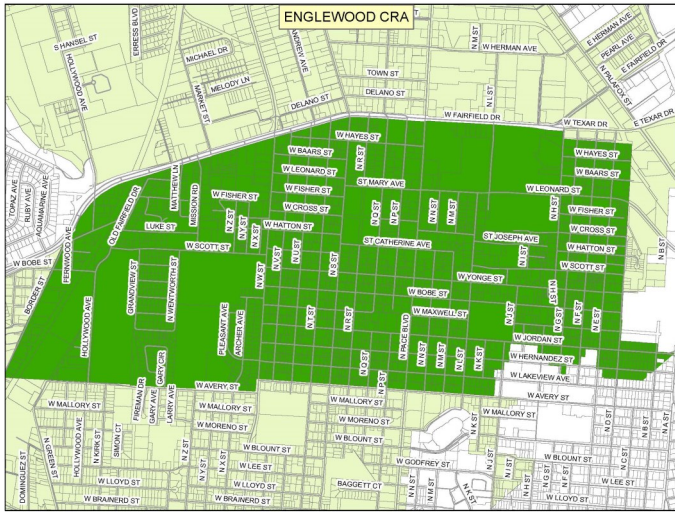 ENGLEWOOD CRA
S HANSEL ST
ERRESS BLVD
ANDREW AVE
N M ST
W HERMAN AVE
E HERMAN AVE
PEARL AVE
E FAIRFIELD DR
N PALAFOX ST
HOLLYWOOD AVE
MICHAEL DR
MELODY LN
MARKET ST
TOWN ST
DELANO ST
DELANO ST
N L ST
W FAIRFIELD DR
W TEXAR DR
E TEXAR DR
W HAYES ST
N R ST
W BAARS ST
W HAYES ST
W BAARS ST
W LEONARD ST
W LEONARD ST
TOPAZ AVE
RUBY AVE
AQUAMARINE AVE
OLD FAIRFIELD DR
MATTHEW LN
MISSION RD
W FISHER ST
W FISHER ST
ST MARY AVE
W FISHER ST
W CROSS ST
N Q ST
N P ST
N N ST
N M ST
N H ST
W CROSS ST
LUKE ST
N Z ST
N Y ST
N X ST
W HATTON ST
ST CATHERINE AVE
ST JOSEPH AVE
W HATTON ST
W SCOTT ST
N V ST
N U ST
N S ST
N I ST
W SCOTT ST
N B ST
W BOBE ST
FERNWOOD AVE
BORDER ST
N W ST
W YONGE ST
GRANDVIEW ST
N WENTWORTH ST
W BOBE ST
N H ST
HOLLYWOOD AVE
PLEASANT AVE
ARCHER AVE
N T ST
N R ST
N PACE BLVD
W MAXWELL ST
N J ST
N G ST
N F ST
N E ST
W JORDAN ST
GARY CIR
N Q ST
N N ST
N M ST
N L ST
N K ST
W HERNANDEZ ST
W LAKEVIEW AVE
FIREMAN DR
GARY AVE
LARRY AVE
W AVERY ST
N P ST
W AVERY ST
W MALLORY ST
W MALLORY ST
W MALLORY ST
W MALLORY ST
N GREEN ST
HOLLYWOOD AVE
N KIRK ST
SIMON CT
N Z ST
W MORENO ST
W MORENO ST
N K ST
N D ST
N B ST
N A ST
W BLOUNT ST
W BLOUNT ST
W BLOUNT ST
DOMINGUEZ ST
N Y ST
N X ST
W LEE ST
W GODFREY ST
N J ST
N I ST
N C ST
W LEE ST
W LLOYD ST
W LLOYD ST
BAGGETT CT
N N ST
N M ST
N K ST
N H ST
N G ST
N F ST
W LLOYD ST
W BRAINERD ST
W BRAINERD ST